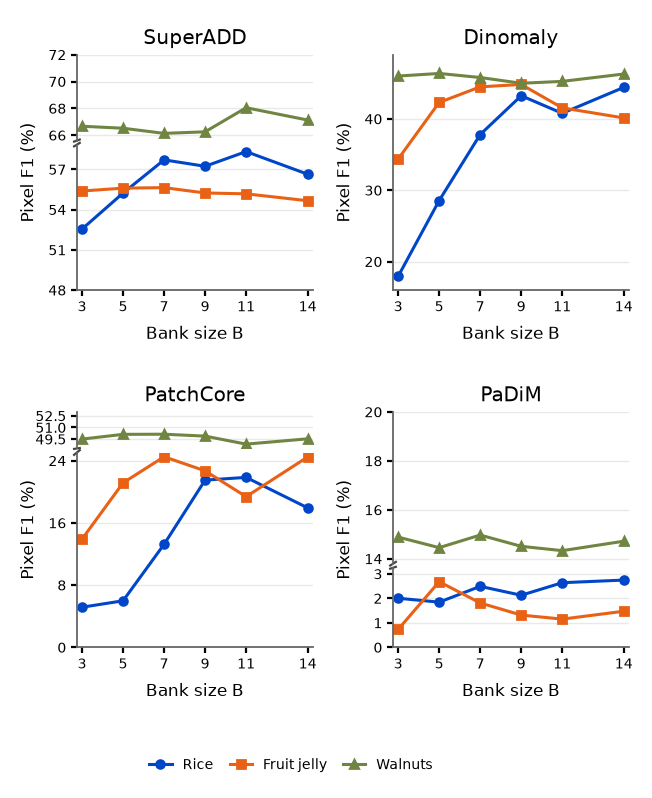 SuperADD
Dinomaly
72
70
68
66
57
54
51
48
Pixel F1 (%)
3 5 7 9 11 14
Bank size B
40
30
20
Pixel F1 (%)
3 5 7 9 11 14
Bank size B
PatchCore
PaDiM
52.5
51.0
49.5
24
16
8
0
Pixel F1 (%)
3 5 7 9 11 14
Bank size B
20
18
16
14
3
2
1
0
Pixel F1 (%)
3 5 7 9 11 14
Bank size B
Rice Fruit jelly Walnuts